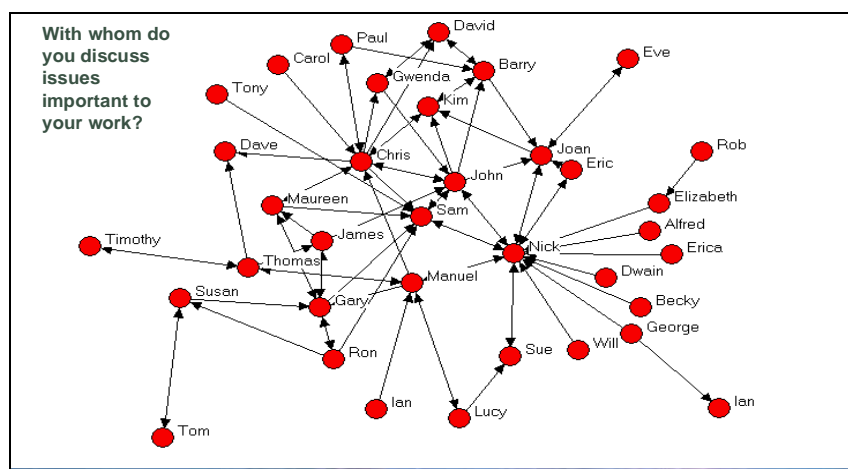 With whom do
you discuss
issues
important to
your work?
David
Paul
Carol
Barry
Eve
Gwenda
Tony
Kim
Dave
Chris
Joan
Rob
Eric
John
Elizabeth
Maureen
Sam
Alfred
James
Nick
Erica
Timothy
Thomas
Manuel
Dwain
Susan
Gary
Becky
George
Ron
Sue
Will
Ian
Lucy
Ian
Tom